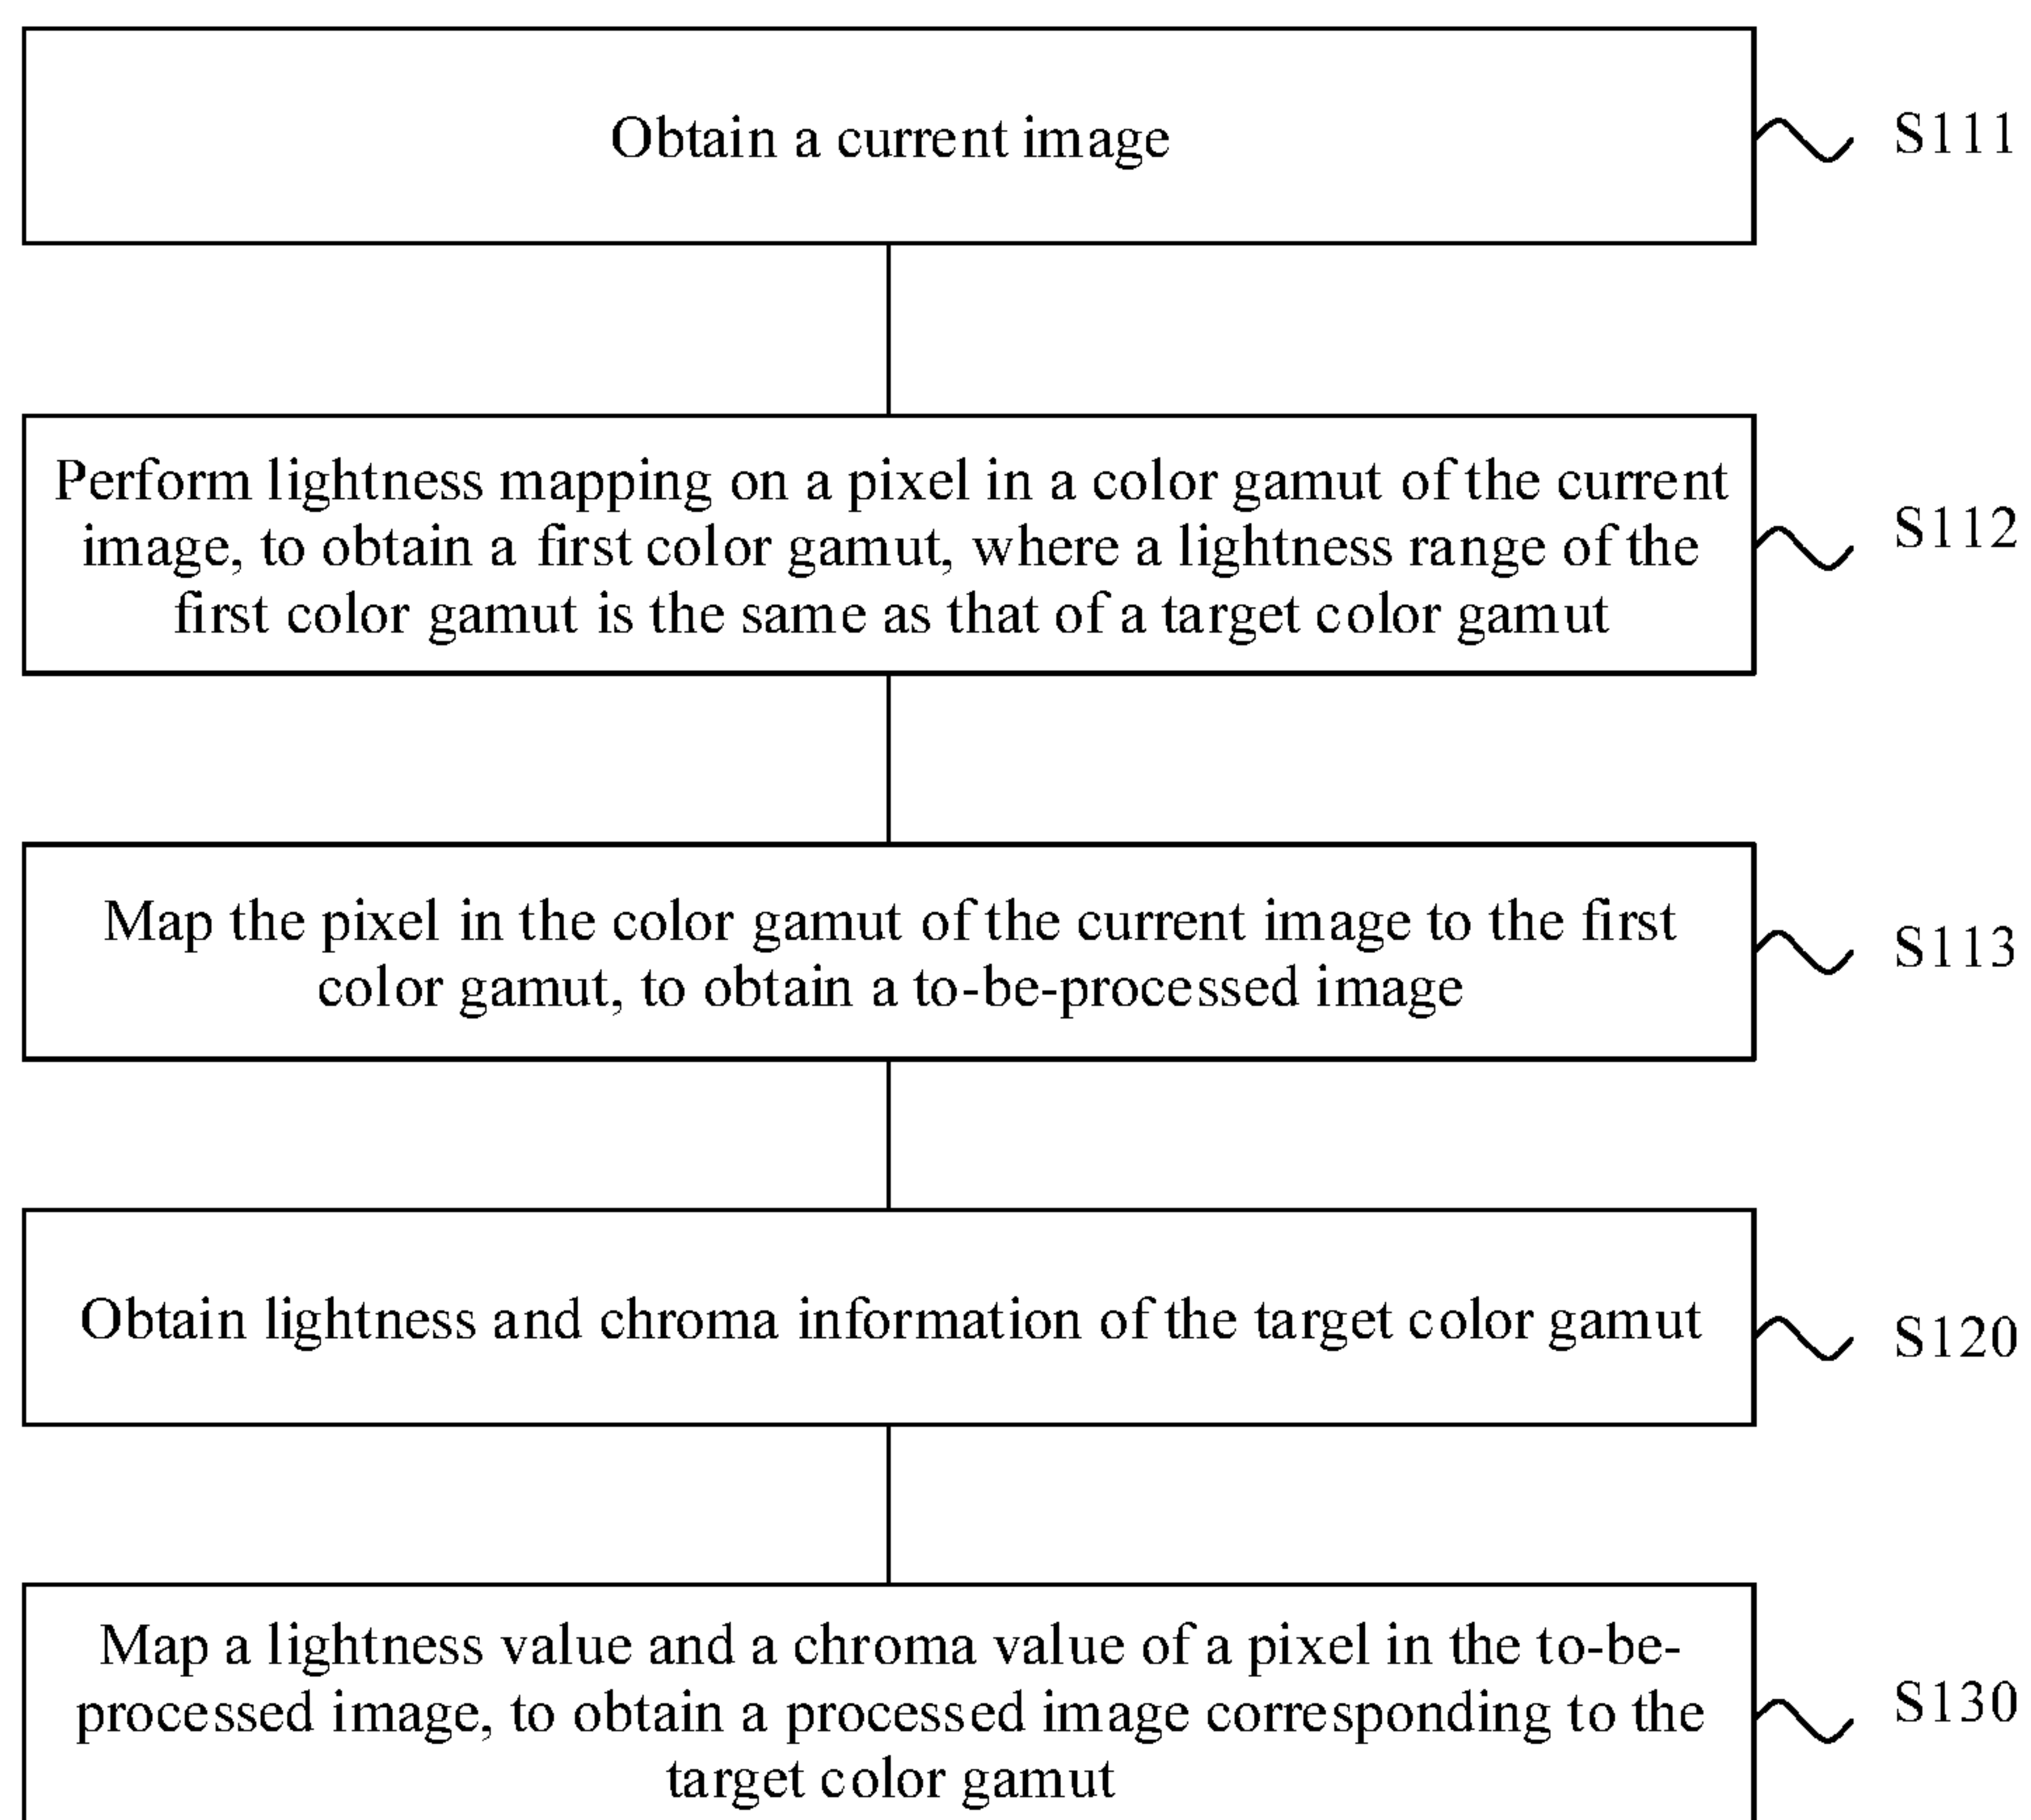 Obtain a current image
S111
Perform lightness mapping on a pixel in a color gamut of the current
image, to obtain a first color gamut, where a lightness range of the
first color gamut is the same as that of a target color gamut
S112
Map the pixel in the color gamut of the current image to the first
color gamut, to obtain a to-be-processed image
S113
Obtain lightness and chroma information of the target color gamut
S120
Map a lightness value and a chroma value of a pixel in the to-be-
processed image, to obtain a processed image corresponding to the
target color gamut
S130